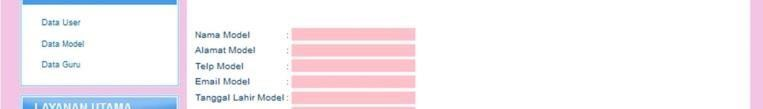 Data User
Data Model
Data Guru
LAYANAN UTAMA
Nama Model :
Alamat Model :
Telp Model :
Email Model :
Tanggal Lahir Model :